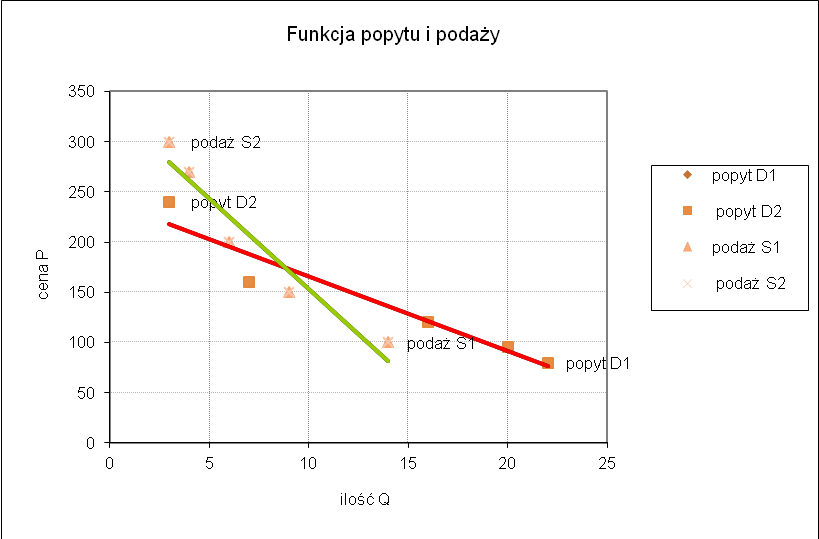 Funkcja popytu i podaży
350
300
250
200
150
100
50
0
cena P
podaż S2
popyt D2
podaż S1
popyt D1
0 5 10 15 20 25
ilość Q
popyt D1
popyt D2
podaż S1
podaż S2